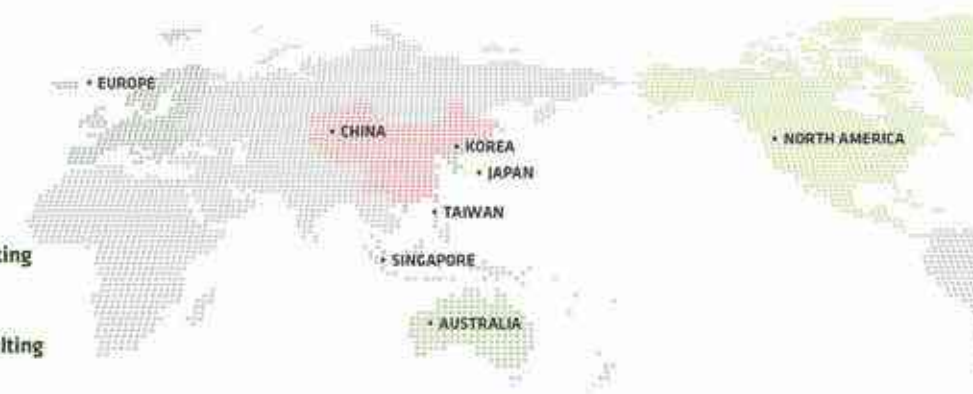 • EUROPE
• CHINA
• NORTH AMERICA
• KOREA
• JAPAN
• TAIWAN
• SINGAPORE
• AUSTRALIA